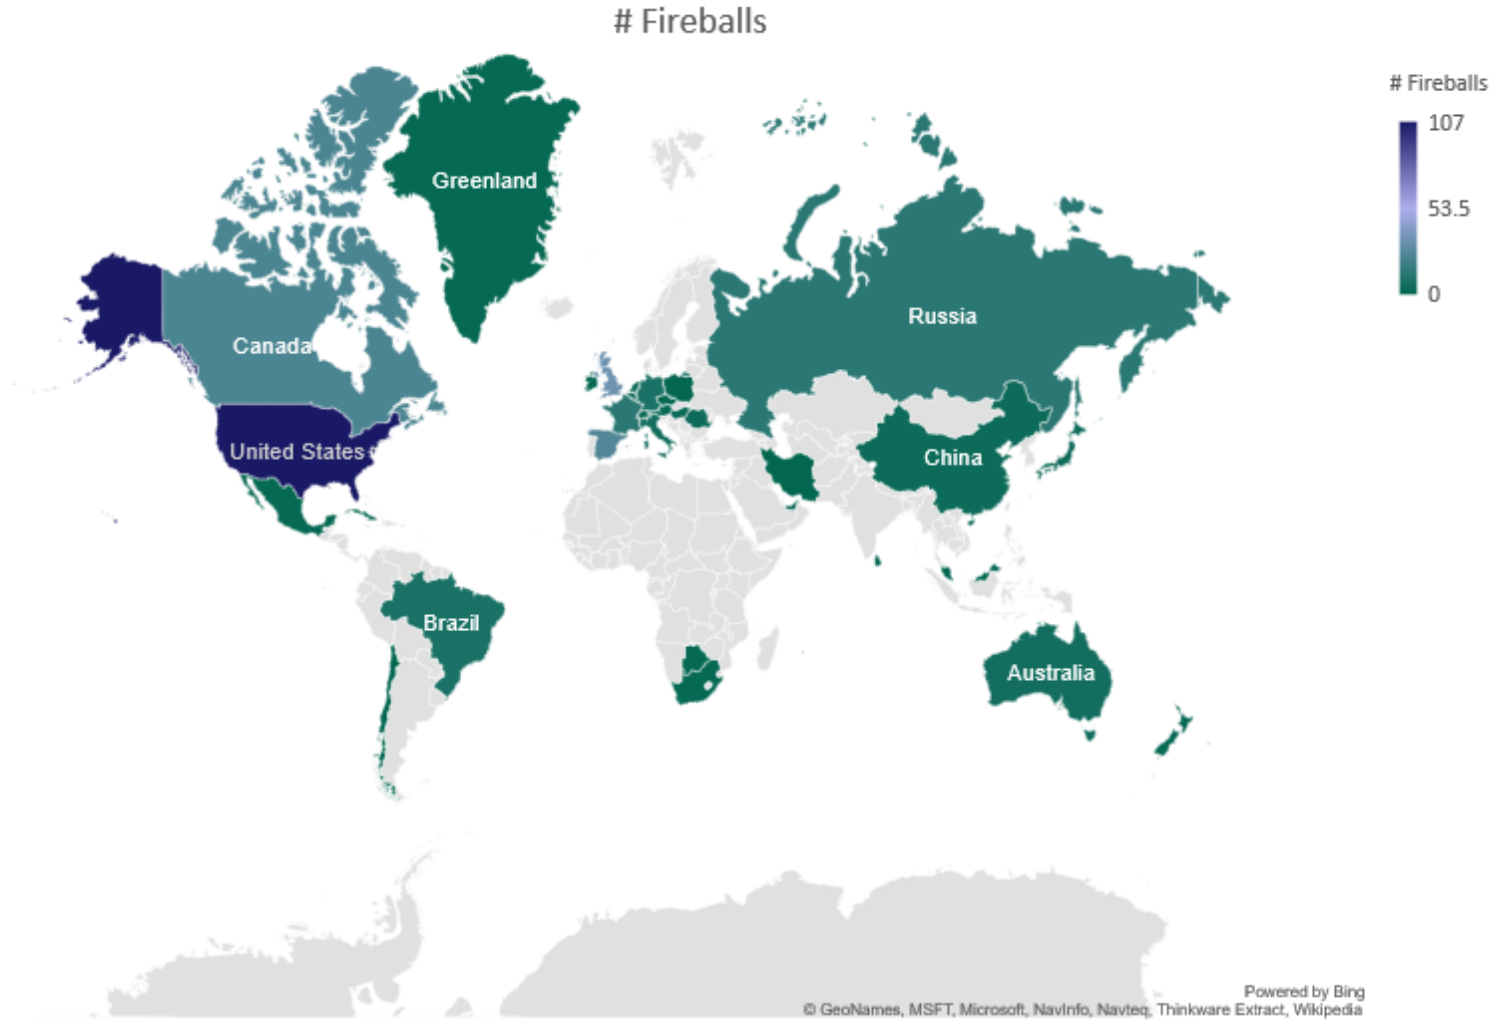 # Fireballs
# Fireballs
107
53.5
0
Greenland
Canada
Russia
United States
China
Brazil
Australia
Powered by Bing
© GeoNames, MSFT, Microsoft, NavInfo, Navteq, Thinkware Extract, Wikipedia